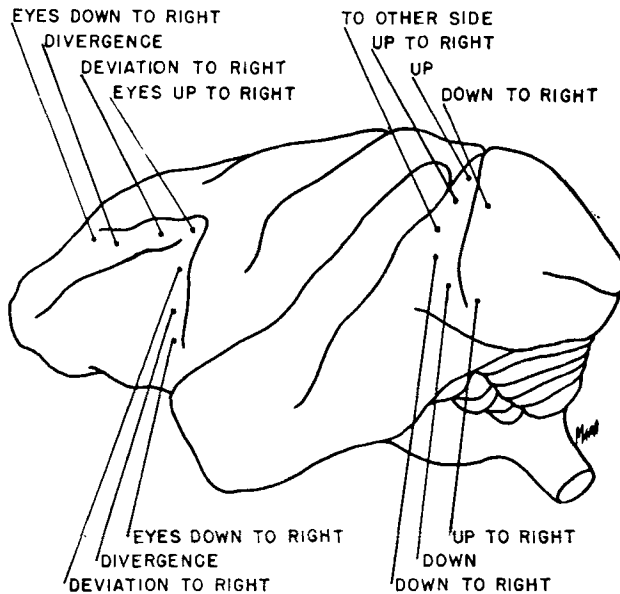 EYES DOWN TO RIGHT
DIVERGENCE
DEVIATION TO RIGHT
EYES UP TO RIGHT
TO OTHER SIDE
UP TO RIGHT
UP
DOWN TO RIGHT
EYES DOWN TO RIGHT
DIVERGENCE
DEVIATION TO RIGHT
UP TO RIGHT
DOWN
DOWN TO RIGHT